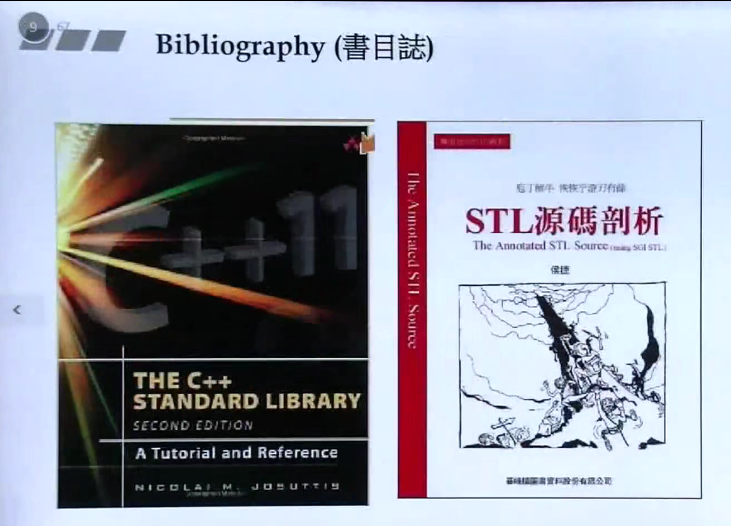 9
67
Bibliography (書目誌)
C++11
THE C++
STANDARD LIBRARY
SECOND EDITION
A Tutorial and Reference
NICOLAI M. JOSUTTIS
The Annotated STL Source
庖丁解牛 恢恢乎游刃有餘
STL源碼剖析
The Annotated STL Source (using SGI STL)
侯捷
碁峰資訊股份有限公司